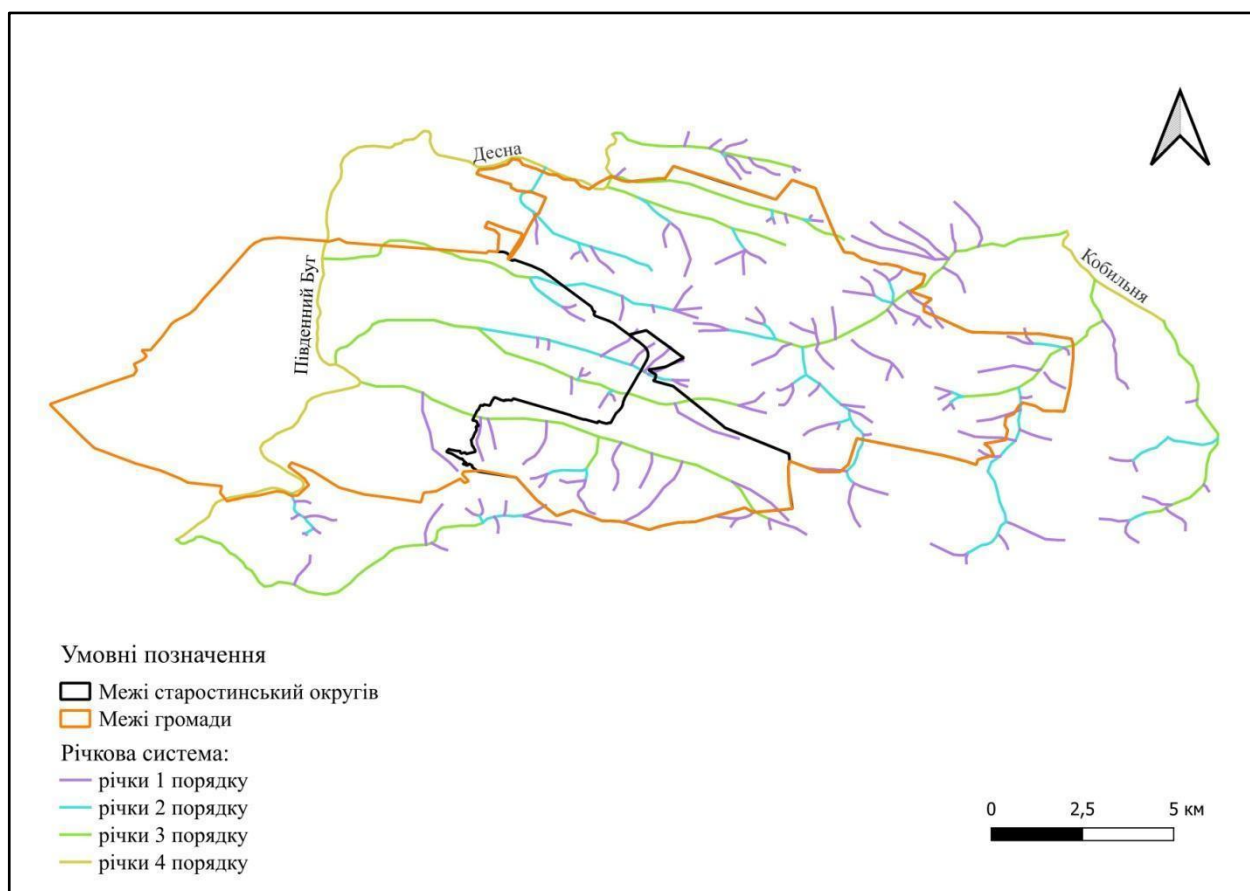 Десна
Кобильня
Південний Буг
Умовні позначення
Межі старостинський округів
Межі громади
Річкова система:
річки 1 порядку
річки 2 порядку
річки 3 порядку
річки 4 порядку
0 2,5 5 км